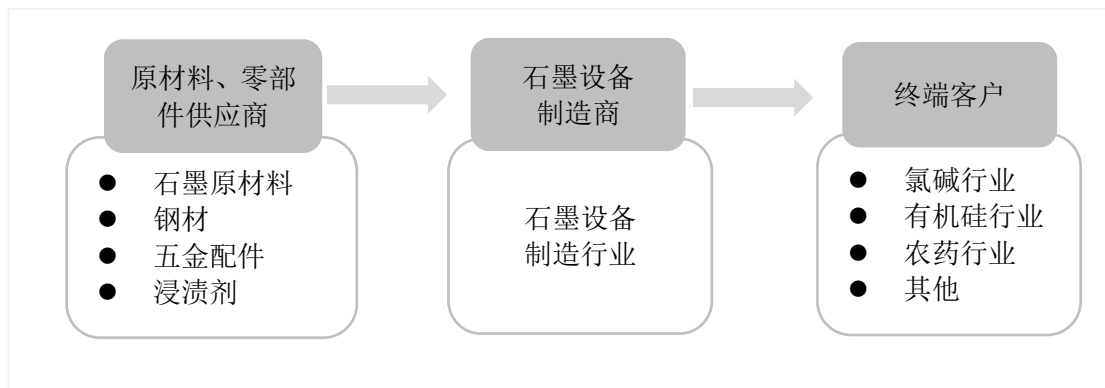 原材料、零部
件供应商
石墨设备
制造商
终端客户
● 石墨原材料
● 钢材
● 五金配件
● 浸渍剂
石墨设备
制造行业
● 氯碱行业
● 有机硅行业
● 农药行业
● 其他